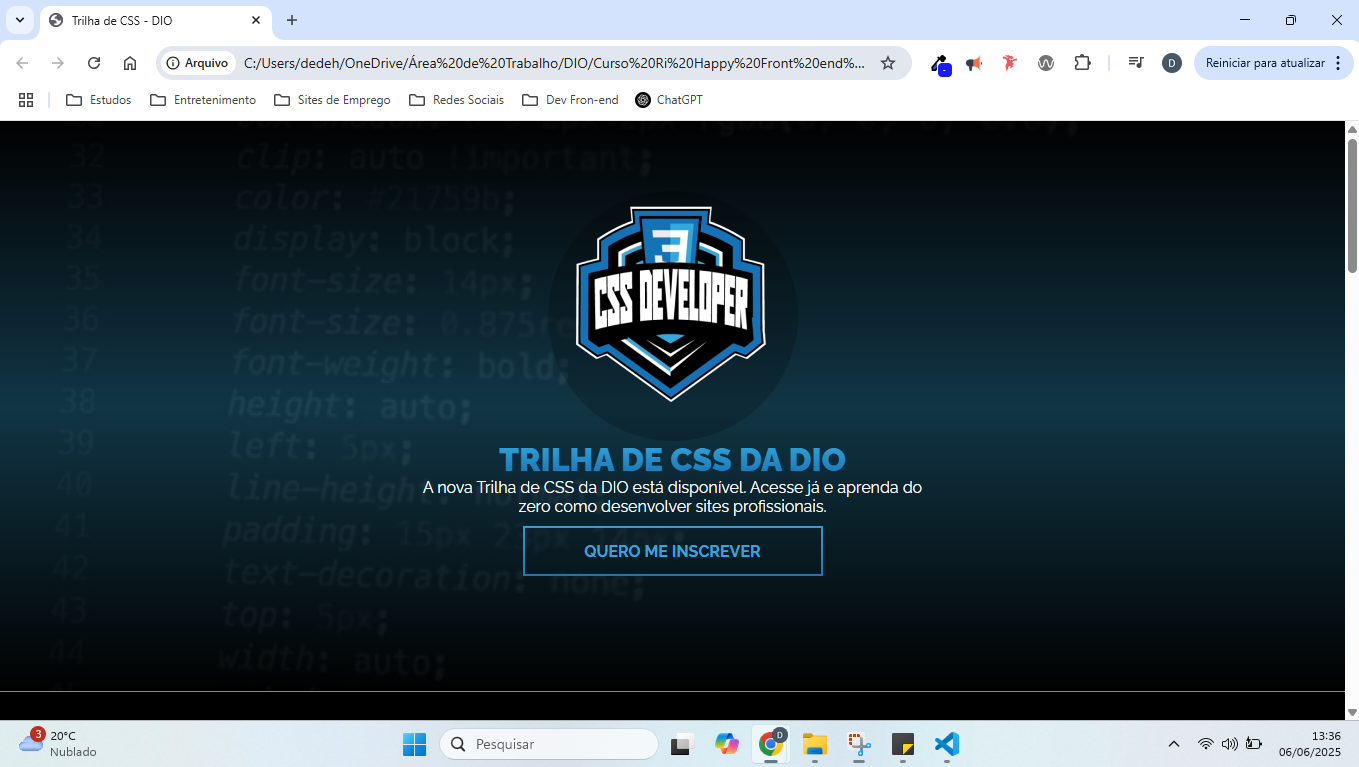 Trilha de CSS - DIO
Arquivo
C:/Users/dedeh/OneDrive/Área%20de%20Trabalho/DIO/Curso%20Ri%20Happy%20Front%20end%...
D
Reiniciar para atualizar
Estudos
Entretenimento
Sites de Emprego
Redes Sociais
Dev Fron-end
ChatGPT
32 clip: auto !important;
33 color: #21759b;
34 display: block;
35 font-size: 14px;
36 font-size: 0.875
37 font-weight: bold;
38 height: auto;
39 left: 5px;
40 line-height:
41 padding: 15px 23px 14px;
42 text-decoration: none;
43 top: 5px;
44 width: auto;
3
CSS DEVELOPER
TRILHA DE CSS DA DIO
A nova Trilha de CSS da DIO está disponível. Acesse já e aprenda do
zero como desenvolver sites profissionais.
QUERO ME INSCREVER
3
20°C
Nublado
Pesquisar
D
13:36
06/06/2025